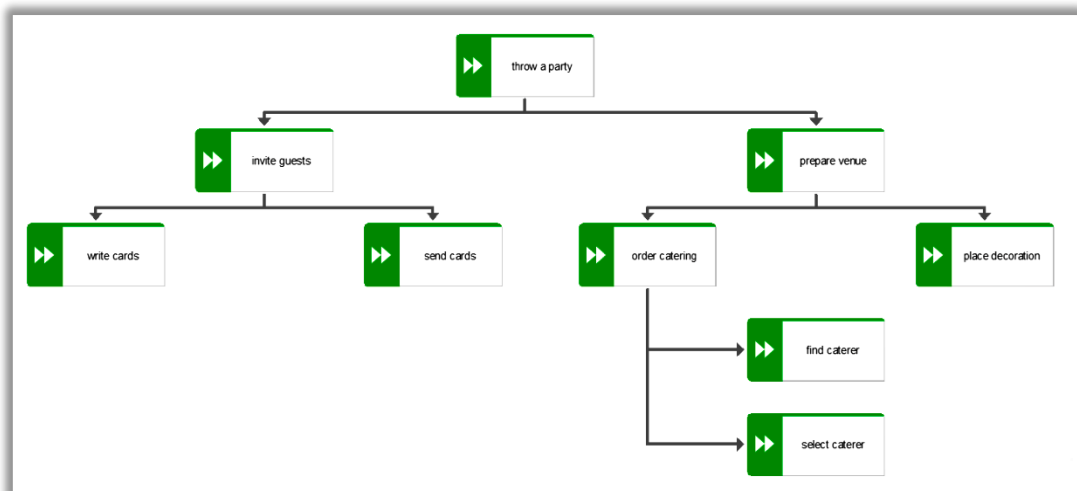 throw a party
invite guests
prepare venue
write cards
send cards
order catering
place decoration
find caterer
select caterer